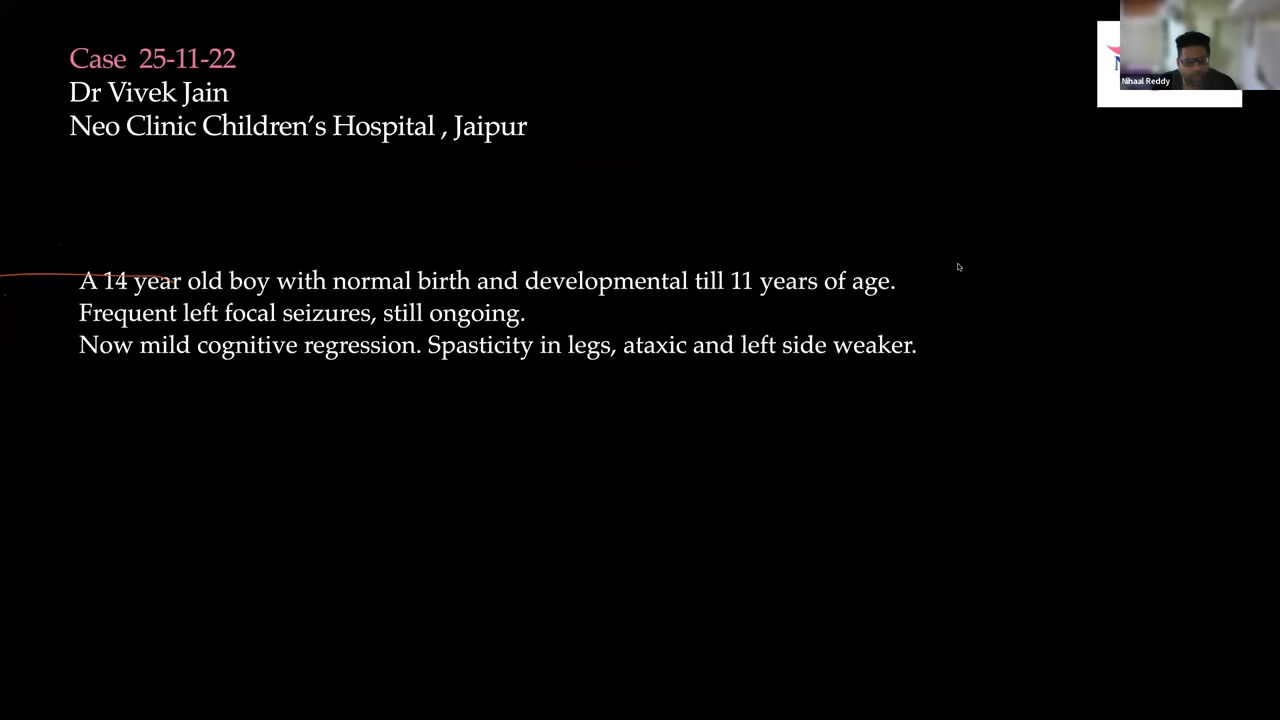 Case 25-11-22
Dr Vivek Jain
Neo Clinic Children's Hospital , Jaipur
Nihaal Reddy
A 14 year old boy with normal birth and developmental till 11 years of age.
Frequent left focal seizures, still ongoing.
Now mild cognitive regression. Spasticity in legs, ataxic and left side weaker.